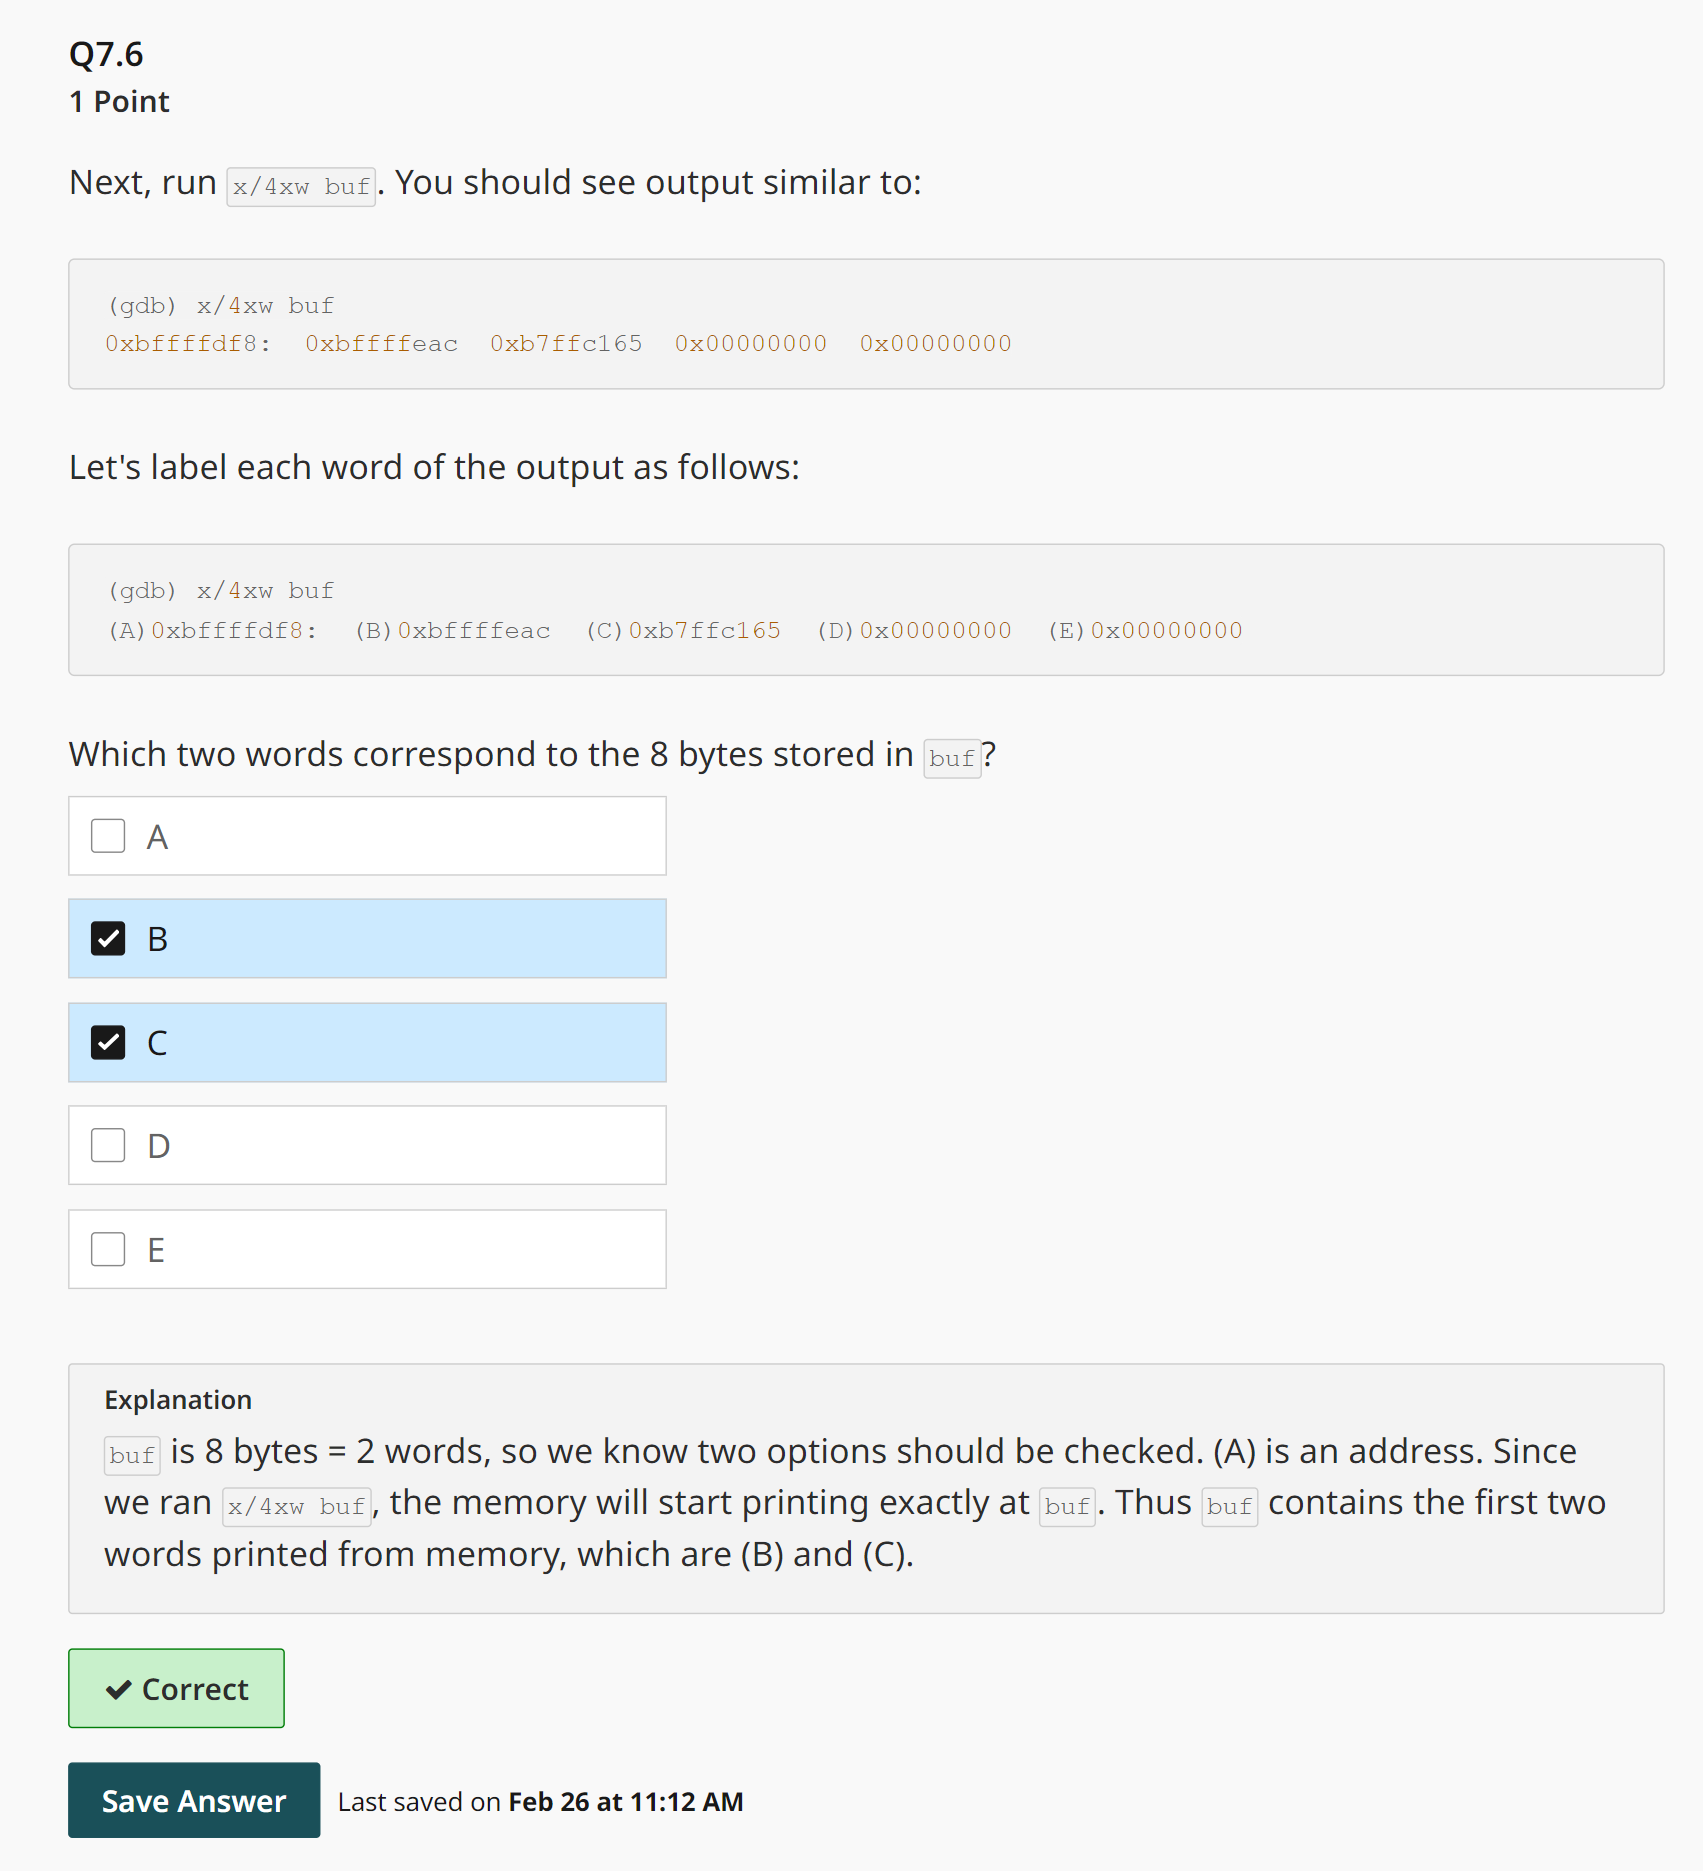 Q7.6
1 Point
Next, run x/4xw buf. You should see output similar to:
(gdb) x/4xw buf
0xbffffdf8:  0xbffffeac  0xb7ffc165  0x00000000  0x00000000
Let's label each word of the output as follows:
(gdb) x/4xw buf
(A)0xbffffdf8:  (B)0xbffffeac  (C)0xb7ffc165  (D)0x00000000  (E)0x00000000
Which two words correspond to the 8 bytes stored in buf?
A
B
C
D
E
Explanation
buf is 8 bytes = 2 words, so we know two options should be checked. (A) is an address. Since
we ran x/4xw buf, the memory will start printing exactly at buf. Thus buf contains the first two
words printed from memory, which are (B) and (C).
Correct
Save Answer Last saved on Feb 26 at 11:12 AM